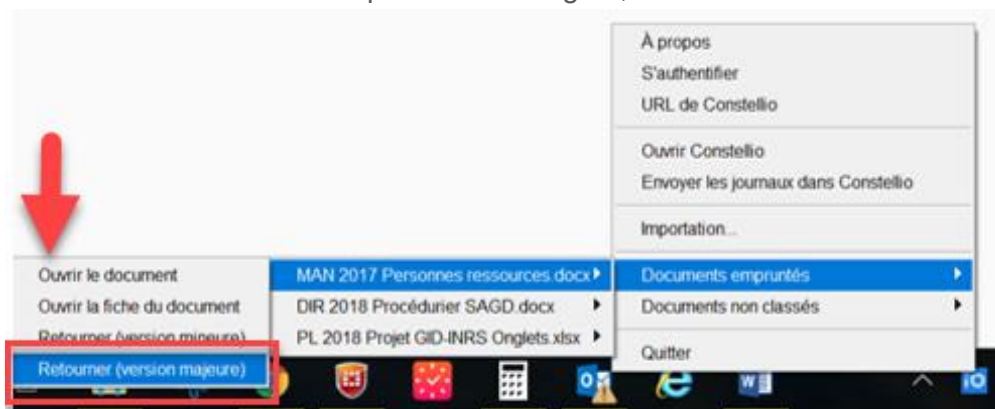 À propos
S'authentifier
URL de Constellio
Ouvrir Constellio
Envoyer les journaux dans Constellio
Importation...
Documents empruntés
Documents non classés
Quitter
MAN 2017 Personnes ressources.docx
DIR 2018 Procédurier SAGD.docx
PL 2018 Projet GID-INRS Onglets.xlsx
Ouvrir le document
Ouvrir la fiche du document
Retourner (version mineure)
Retourner (version majeure)